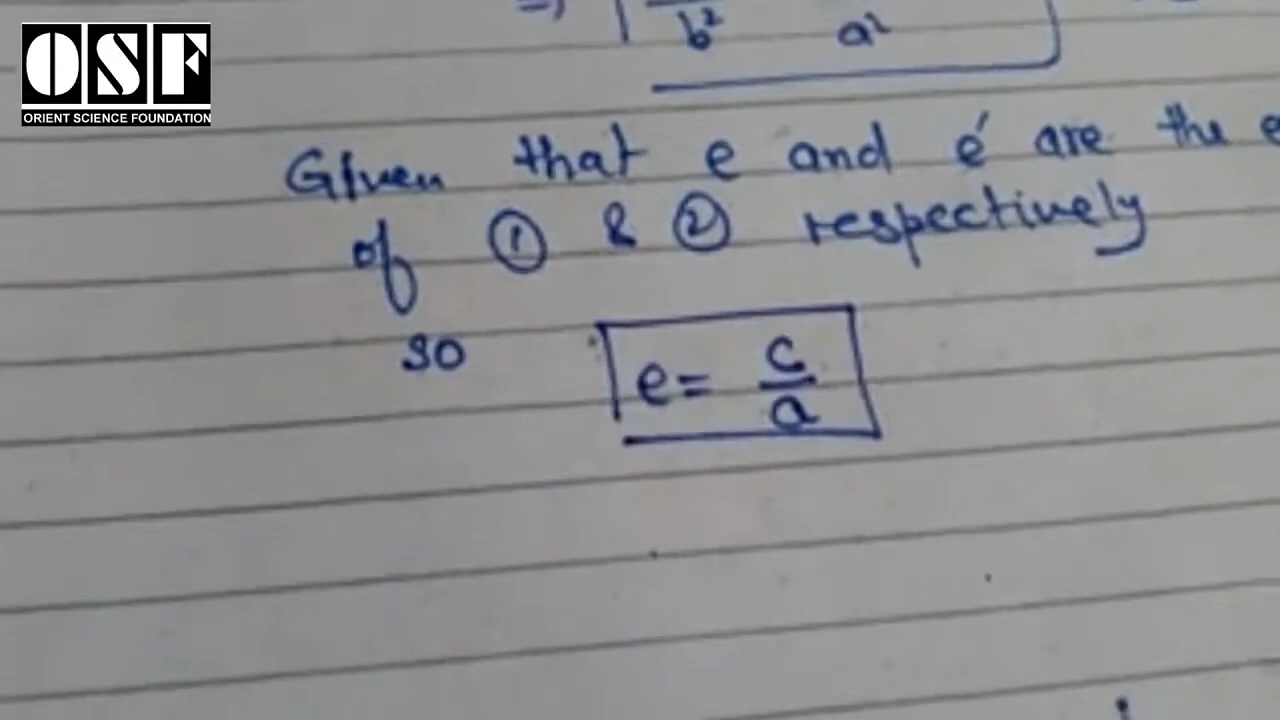 OSF
ORIENT SCIENCE FOUNDATION
b² a²
Given that e and e' are the
of ① & ② respectively
so e = c/a